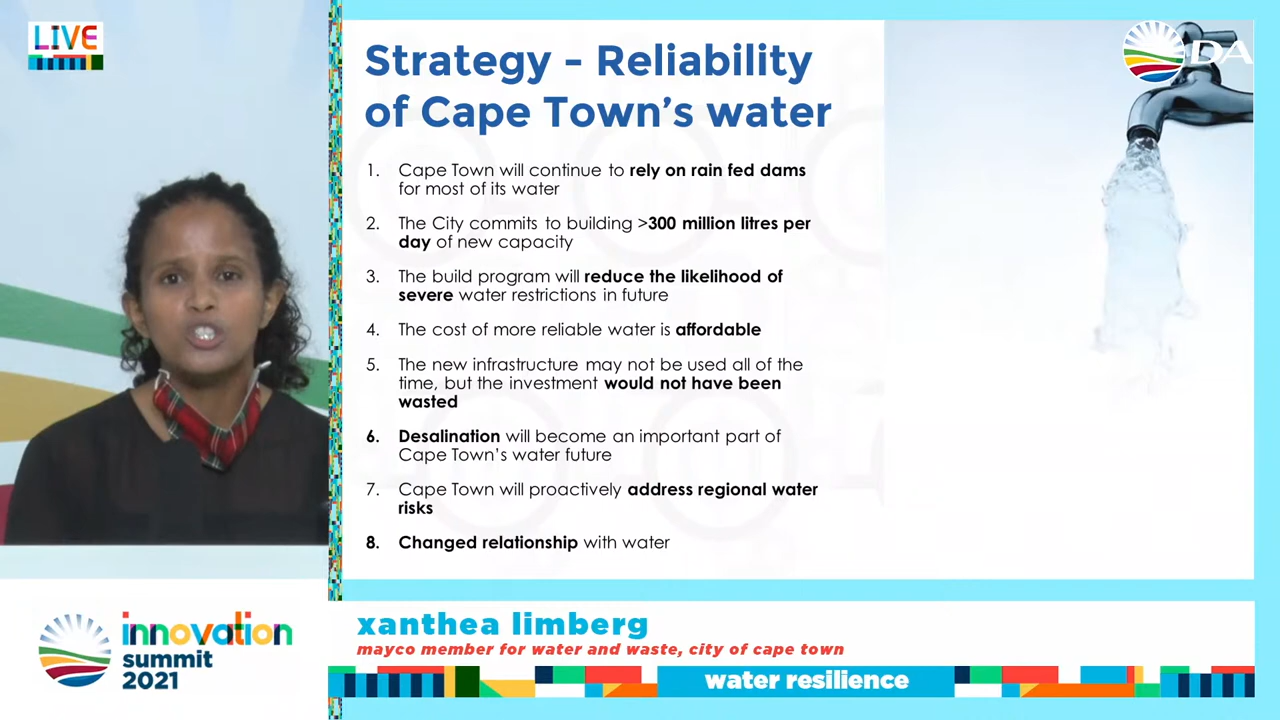 LIVE
Strategy - Reliability
of Cape Town's water
DA
1. Cape Town will continue to rely on rain fed dams
for most of its water
2. The City commits to building >300 million litres per
day of new capacity
3. The build program will reduce the likelihood of
severe water restrictions in future
4. The cost of more reliable water is affordable
5. The new infrastructure may not be used all of the
time, but the investment would not have been
wasted
6. Desalination will become an important part of
Cape Town's water future
7. Cape Town will proactively address regional water
risks
8. Changed relationship with water
innovation
summit
2021
xanthea limberg
mayco member for water and waste, city of cape town
water resilience